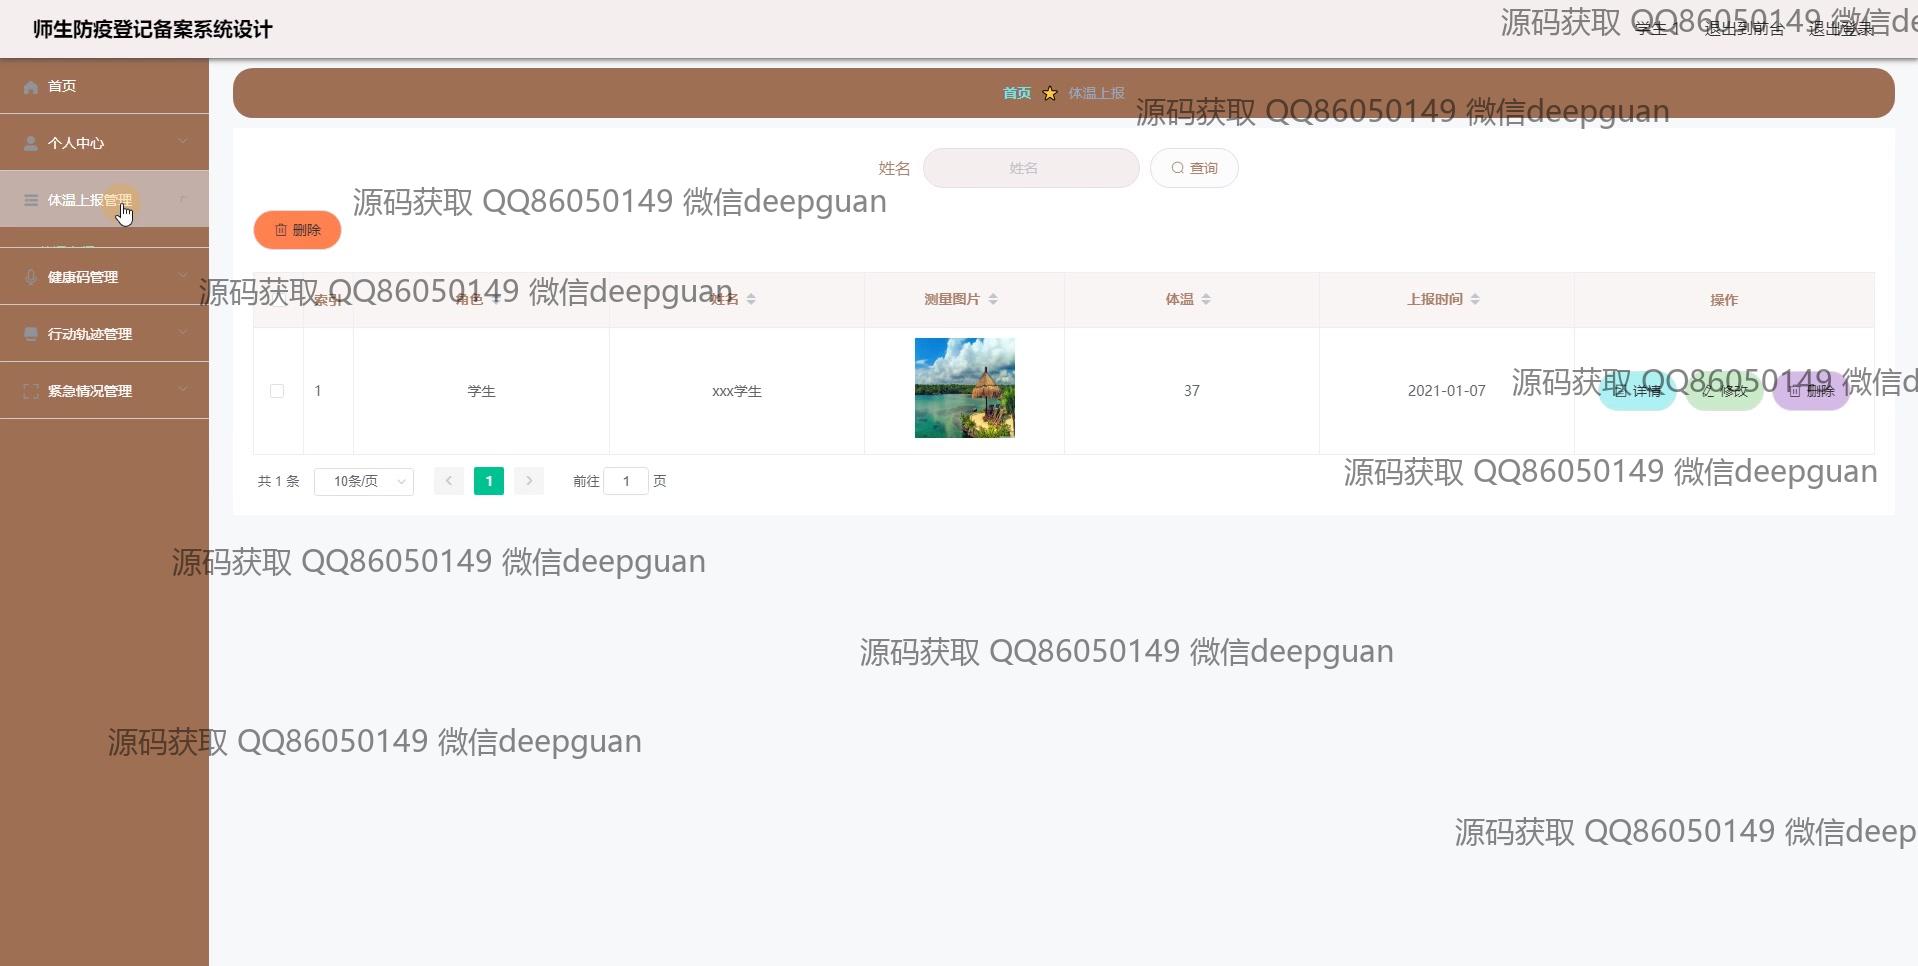 师生防疫登记备案系统设计
源码获取 QQ86050149 微信de
学生 1 退出到前台 退出登录
首页
个人中心
体温上报管理
健康码管理
行动轨迹管理
紧急情况管理
首页 体温上报
源码获取 QQ86050149 微信deepguan
姓名 姓名 查询
源码获取 QQ86050149 微信deepguan
删除
源码获取 QQ86050149 微信deepguan
索引 角色 姓名 测量图片 体温 上报时间 操作
源码获取 QQ86050149 微信d
1 学生 xxx学生 37 2021-01-07 详情 修改 删除
源码获取 QQ86050149 微信deepguan
共 1 条 10条/页 1 前往 1 页
源码获取 QQ86050149 微信deepguan
源码获取 QQ86050149 微信deepguan
源码获取 QQ86050149 微信deepguan
源码获取 QQ86050149 微信deep